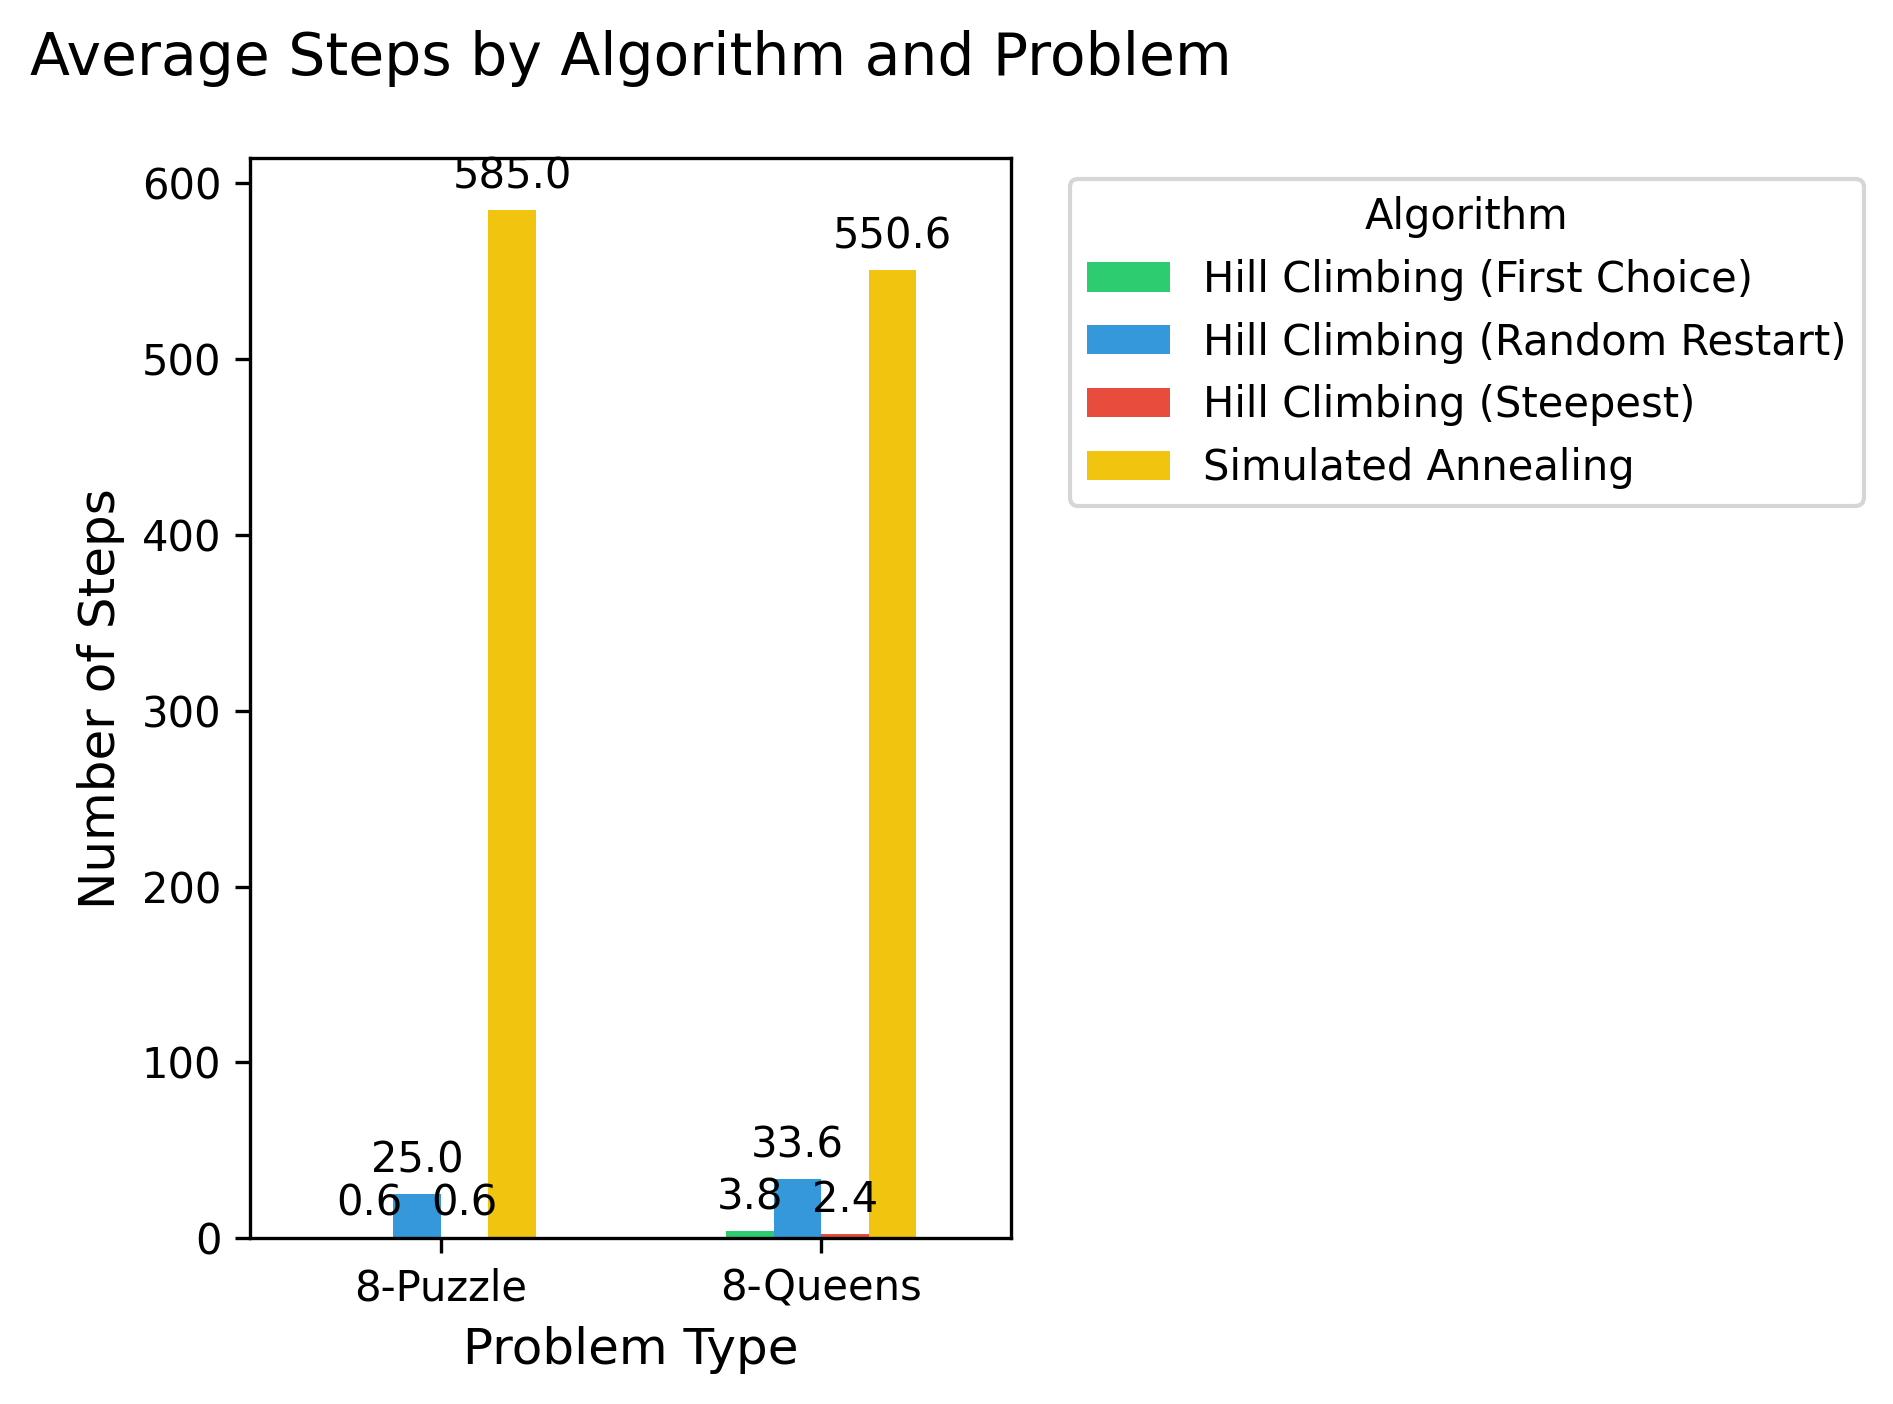 Average Steps by Algorithm and Problem
Number of Steps
600
500
400
300
200
100
0
585.0
550.6
25.0
0.6
0.6
33.6
3.8
2.4
8-Puzzle
8-Queens
Problem Type
Algorithm
Hill Climbing (First Choice)
Hill Climbing (Random Restart)
Hill Climbing (Steepest)
Simulated Annealing